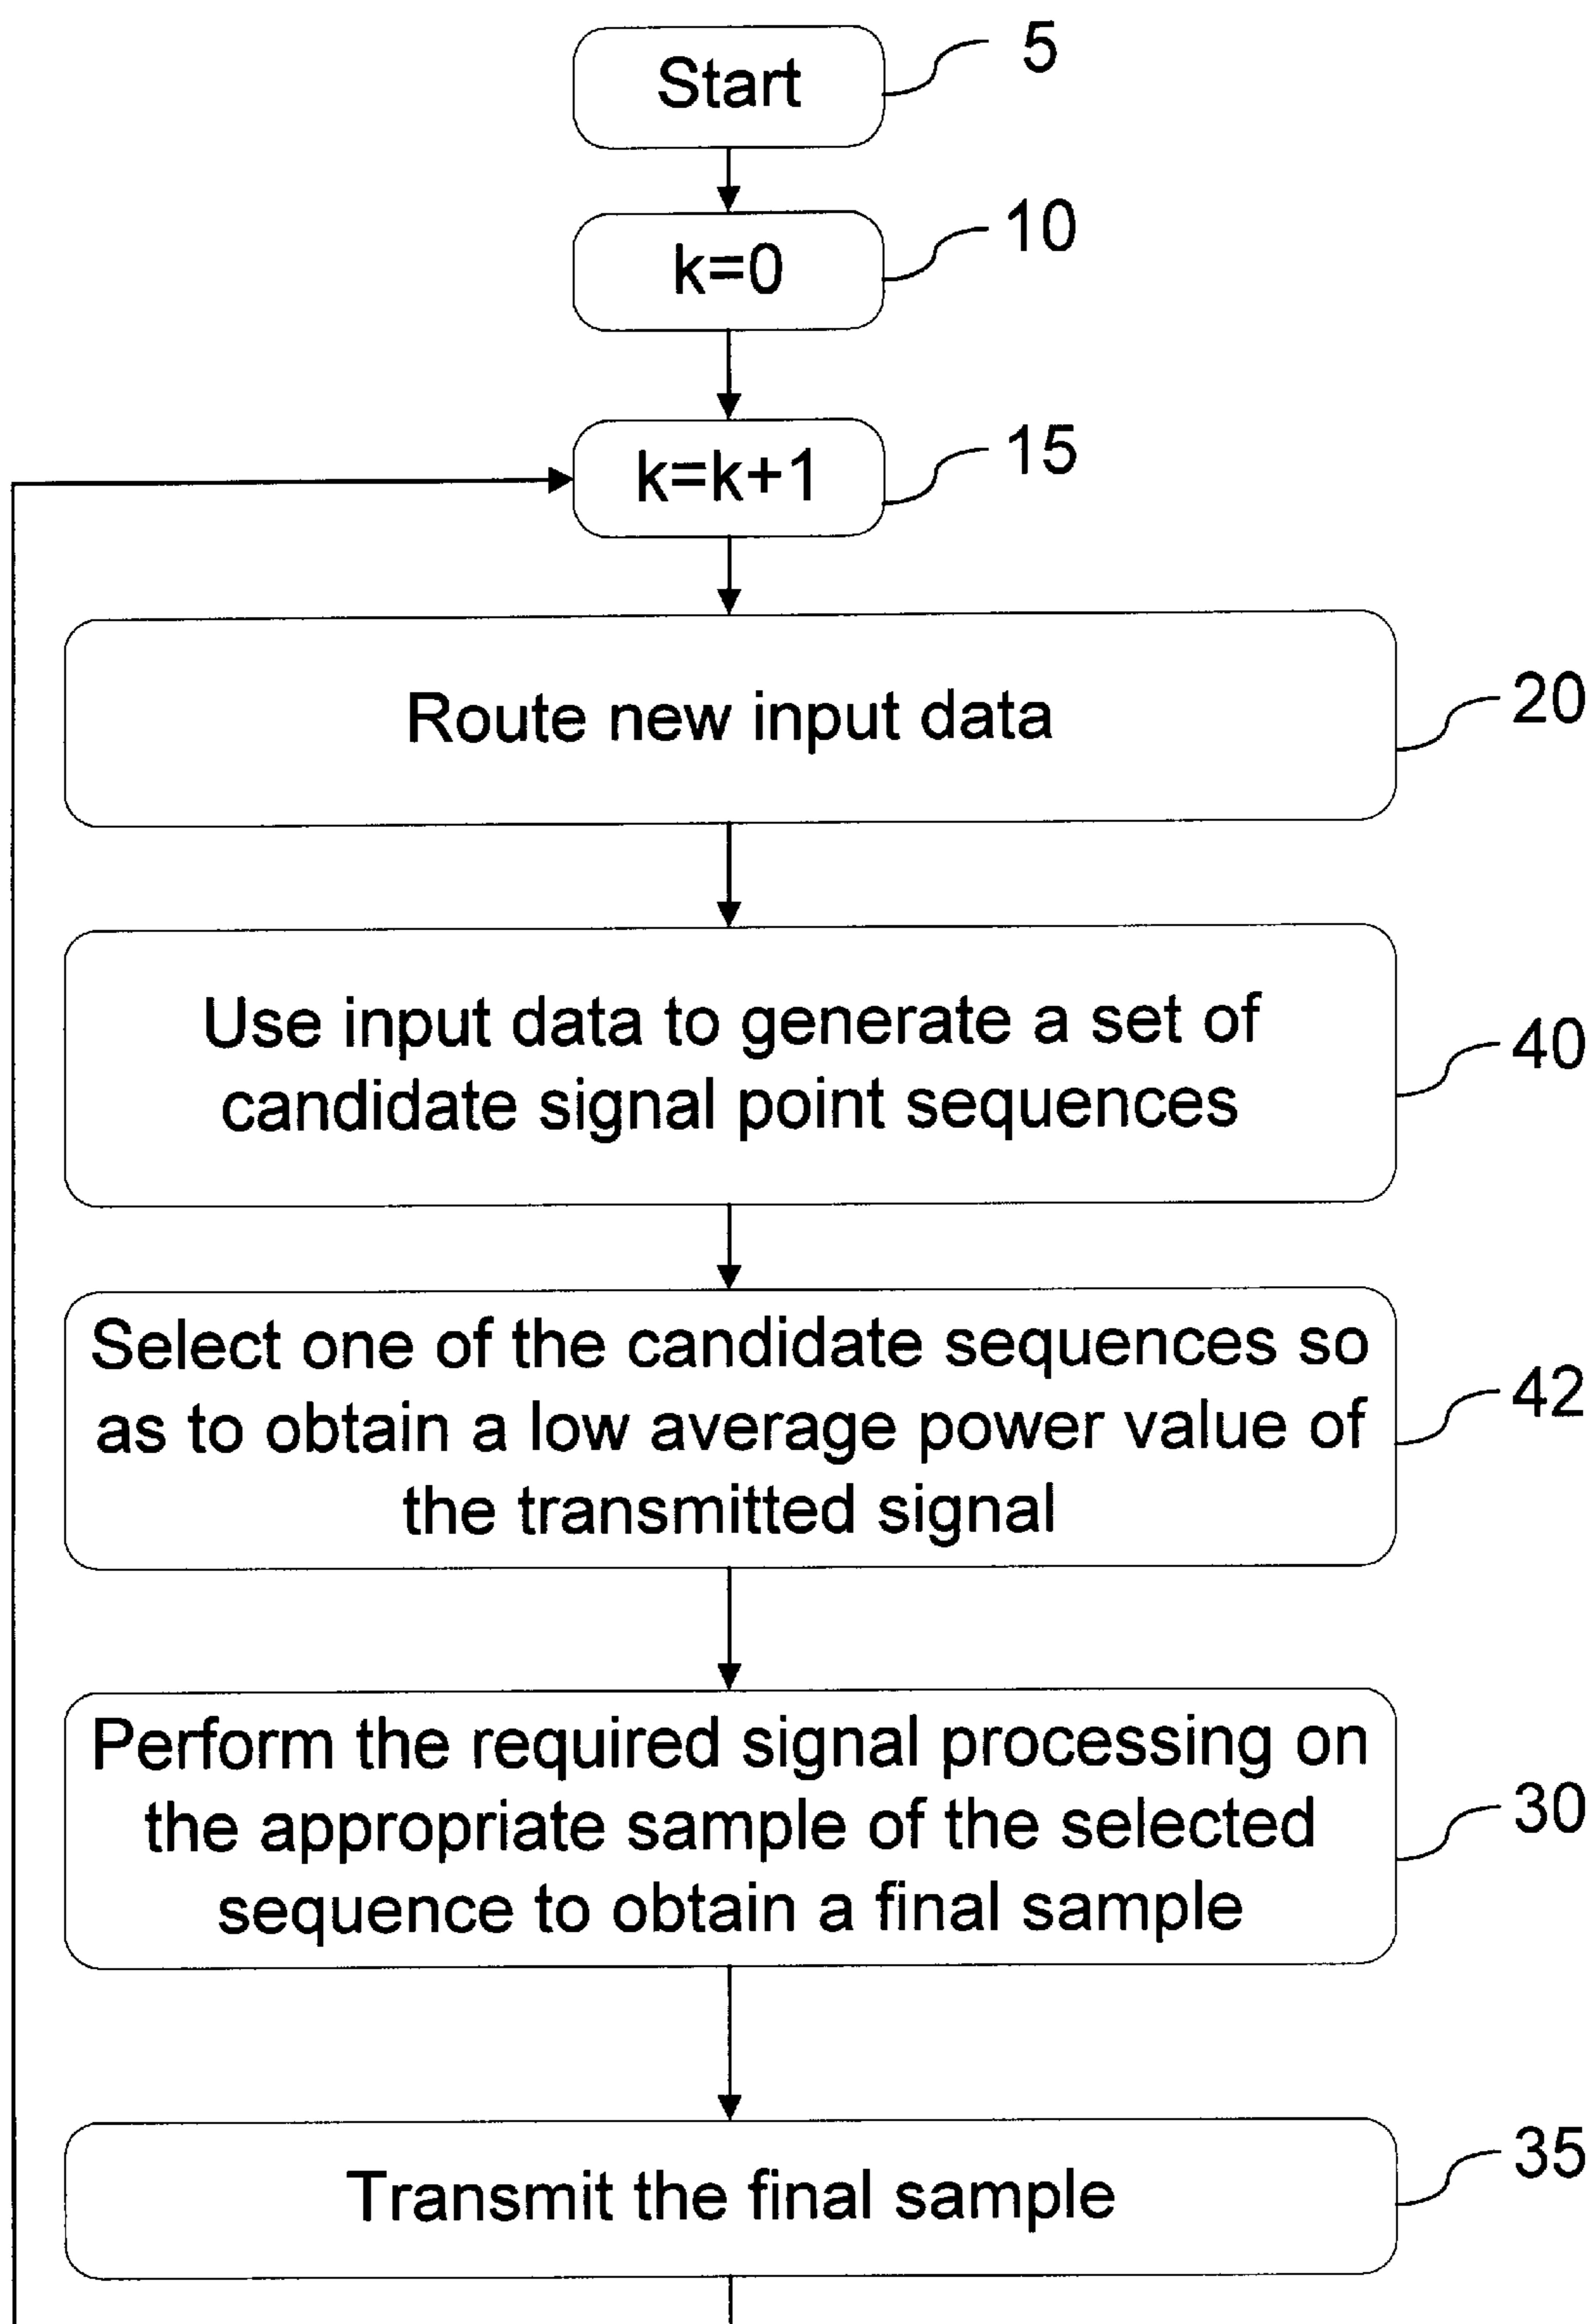 Start
5
k=0
10
k=k+1
15
Route new input data
20
Use input data to generate a set of
candidate signal point sequences
40
Select one of the candidate sequences so
as to obtain a low average power value of
the transmitted signal
42
Perform the required signal processing on
the appropriate sample of the selected
sequence to obtain a final sample
30
Transmit the final sample
35